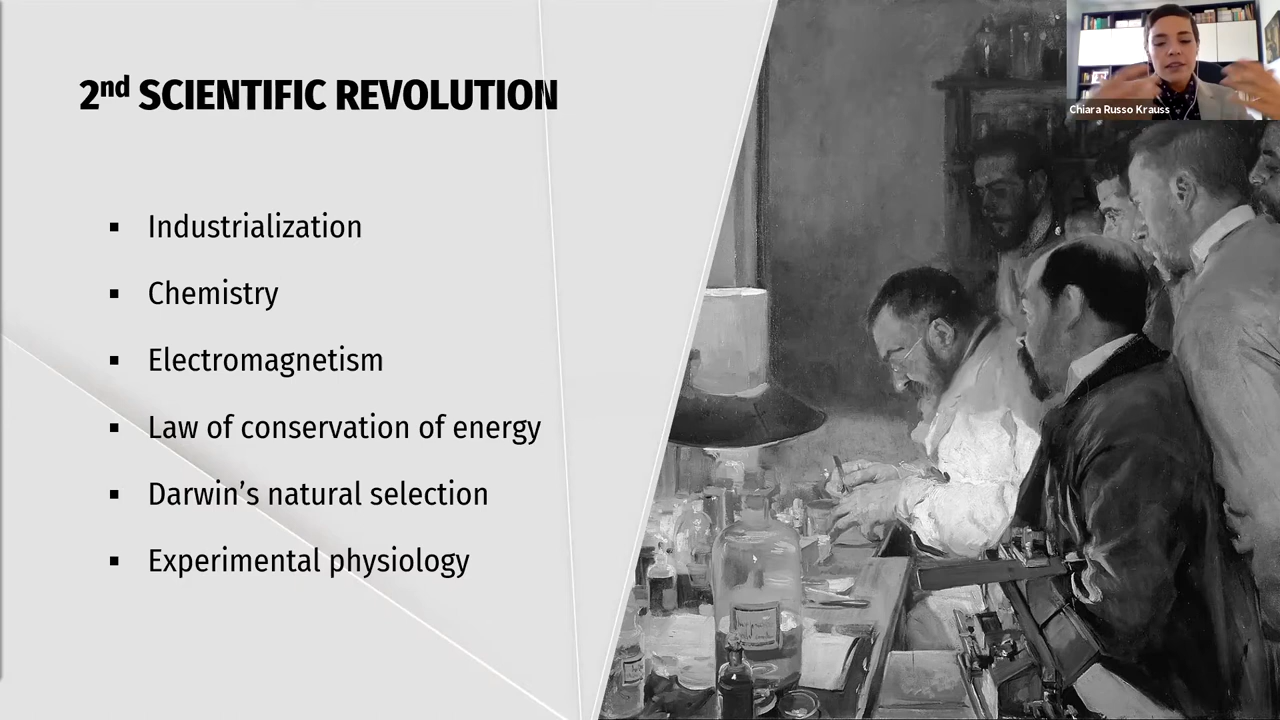 2nd SCIENTIFIC REVOLUTION
▪ Industrialization
▪ Chemistry
▪ Electromagnetism
▪ Law of conservation of energy
▪ Darwin’s natural selection
▪ Experimental physiology
Chiara Russo Krauss